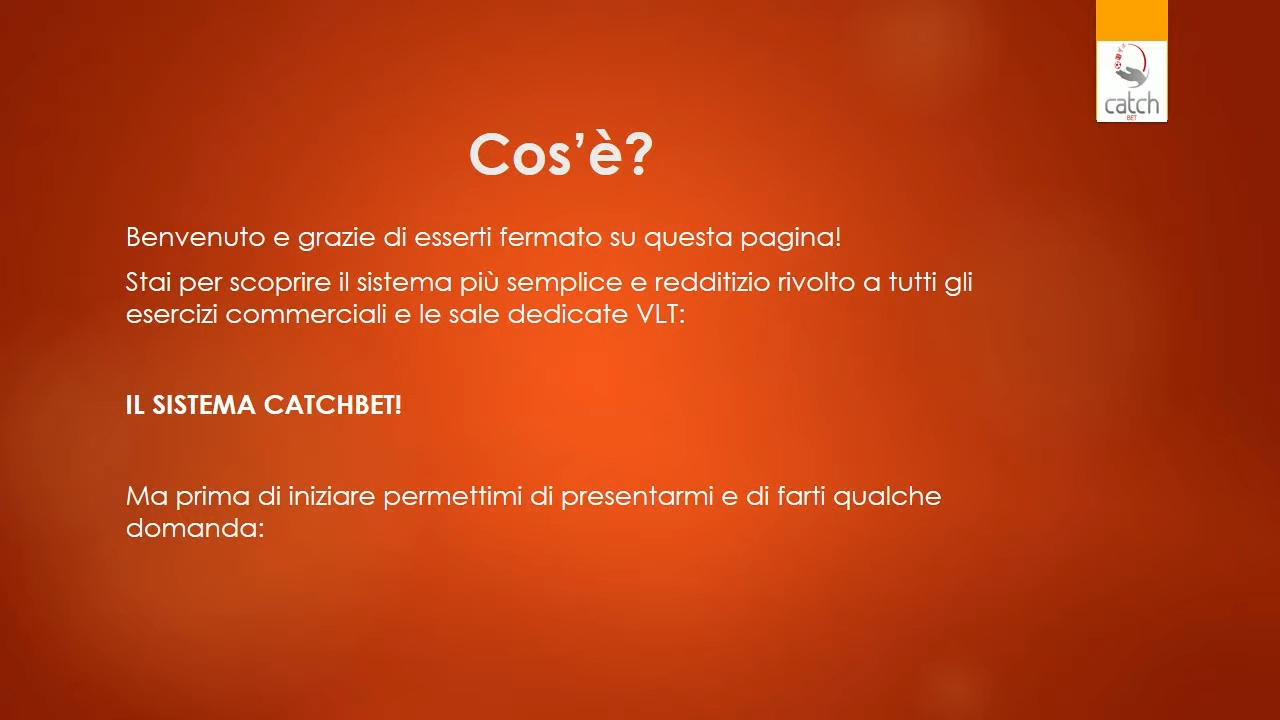 catch
BET
Cos’è?
Benvenuto e grazie di esserti fermato su questa pagina!
Stai per scoprire il sistema più semplice e redditizio rivolto a tutti gli
esercizi commerciali e le sale dedicate VLT:
IL SISTEMA CATCHBET!
Ma prima di iniziare permettimi di presentarmi e di farti qualche
domanda: